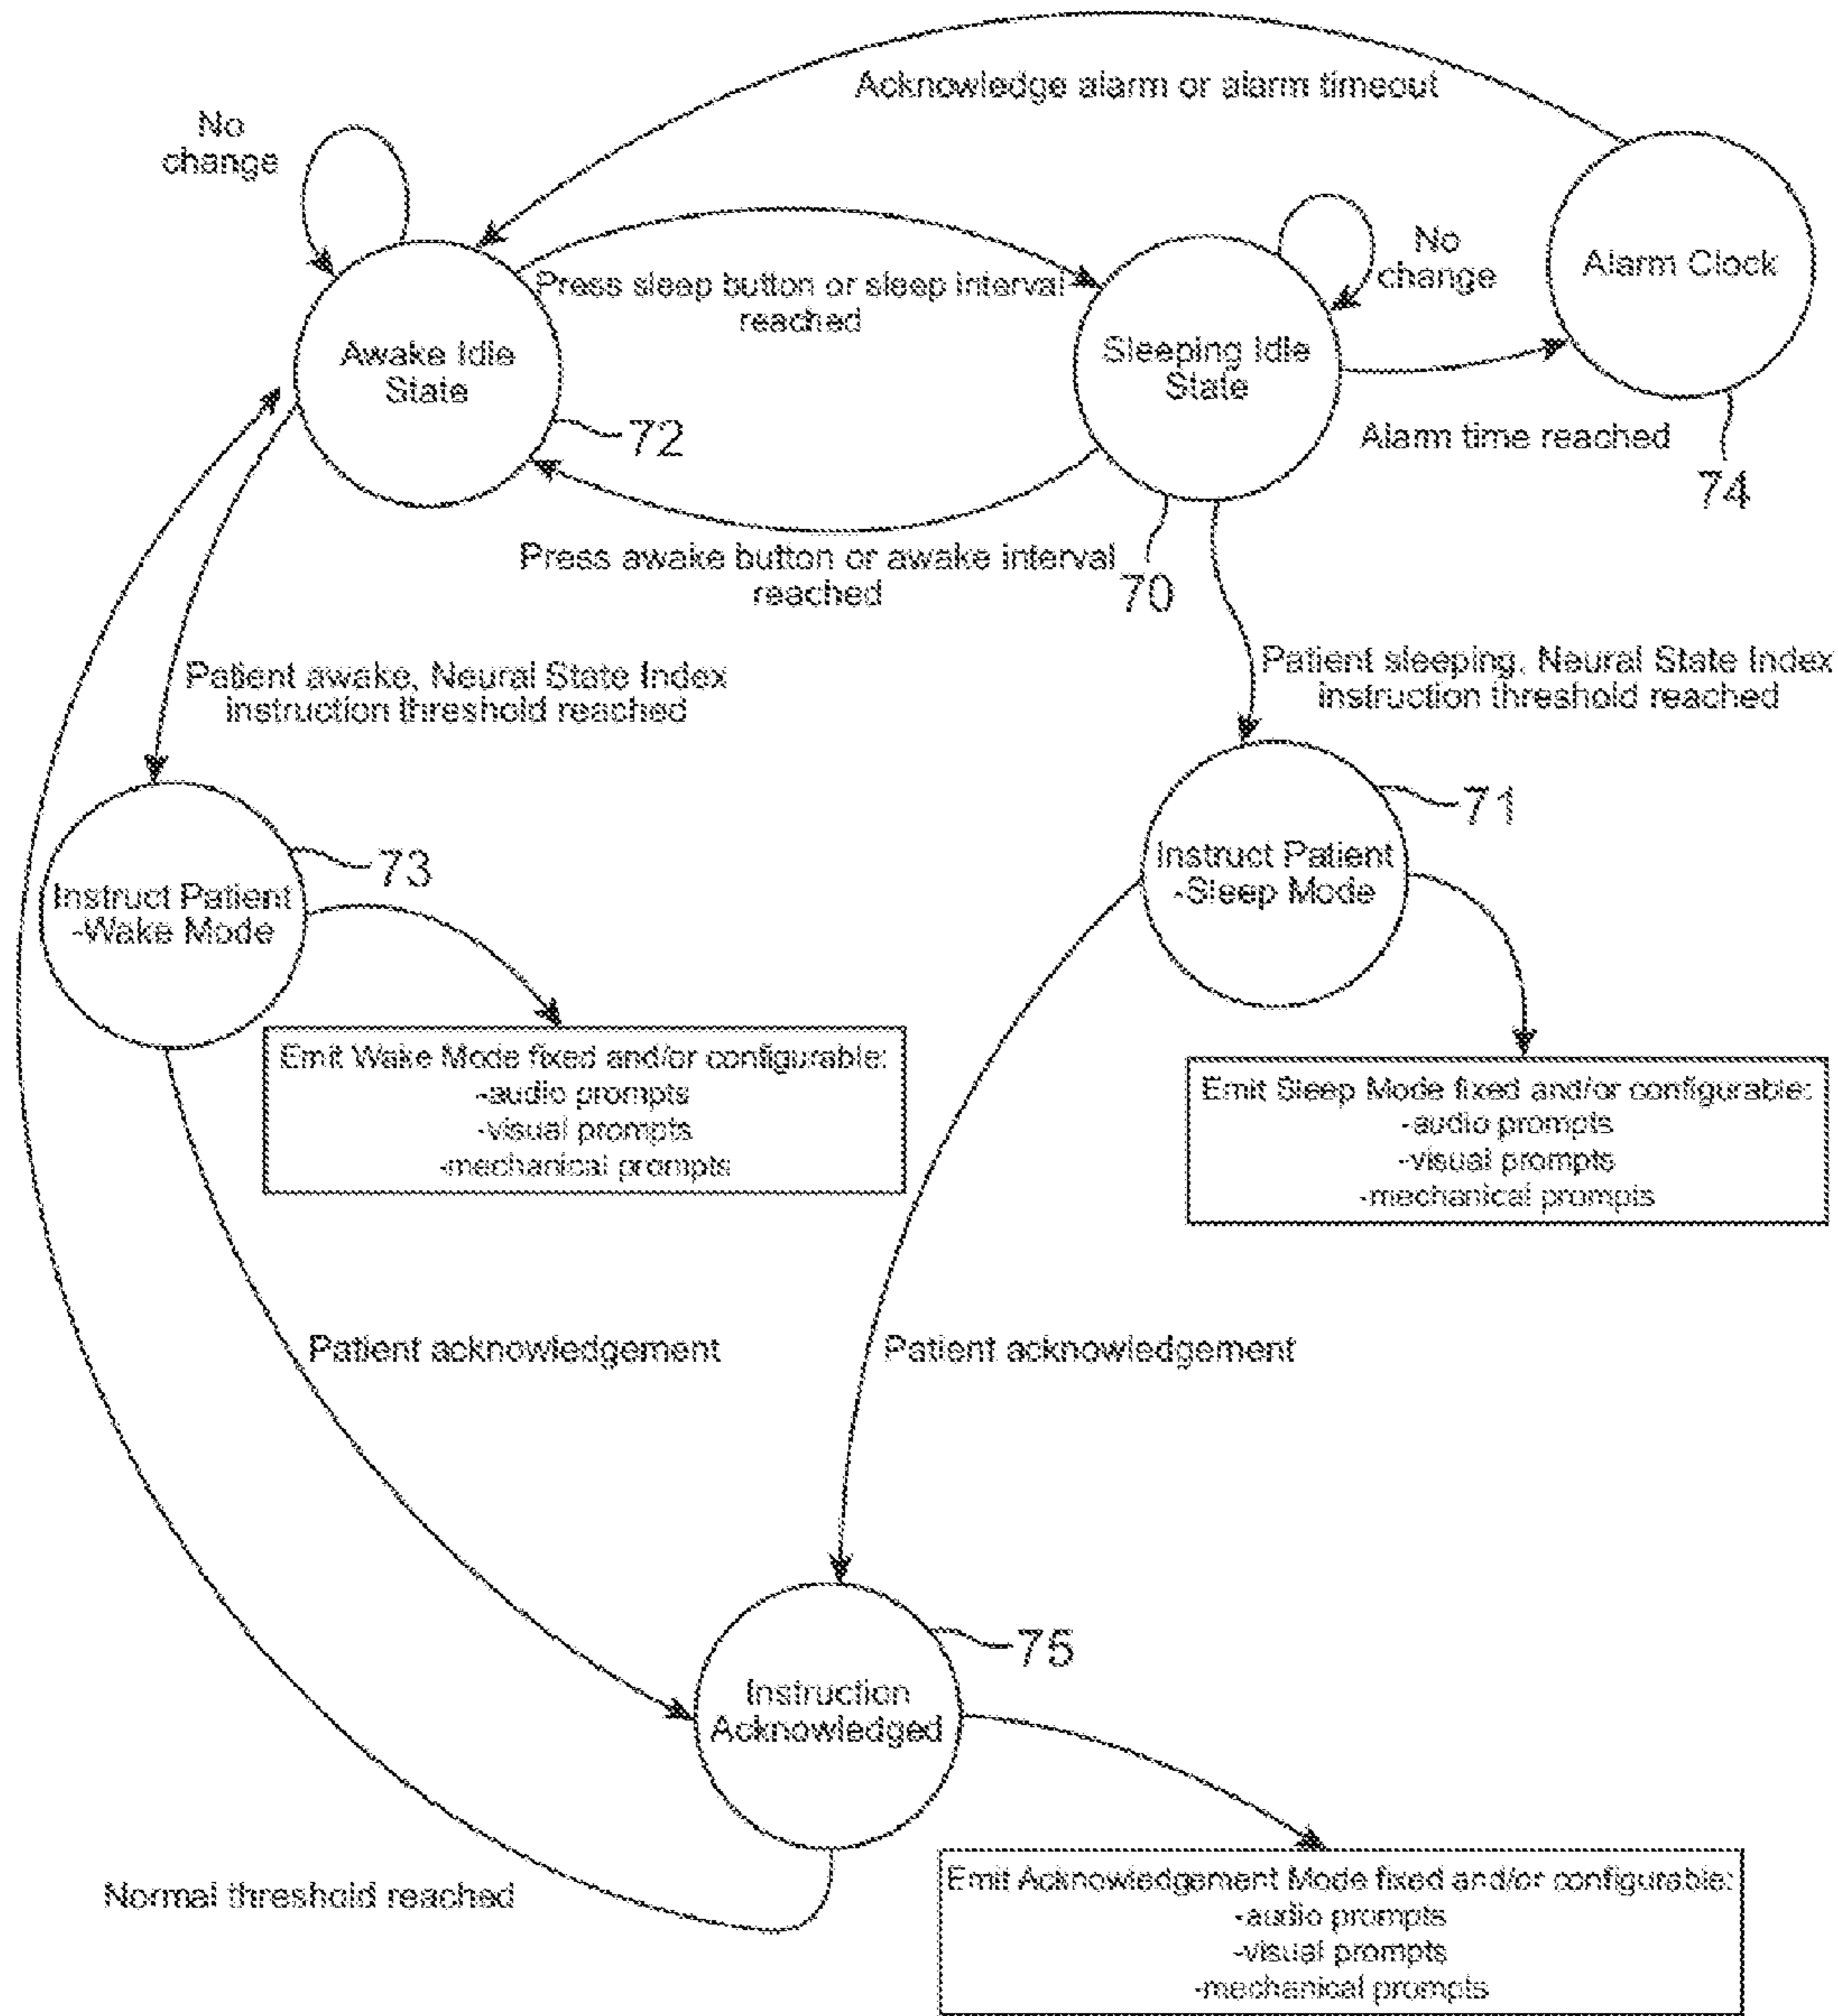 Acknowledge alarm or alarm timeout
No
change
No
change
Alarm Clock
Press sleep button or sleep interval
reached
Awake Idle
State
Sleeping Idle
State
72
Alarm time reached
74
Press awake button or awake interval
reached
70
Patient awake, Neural State Index
instruction threshold reached
Patient sleeping, Neural State Index
instruction threshold reached
73
Instruct Patient
-Wake Mode
71
Instruct Patient
-Sleep Mode
Emit Wake Mode fixed and/or configurable:
-audio prompts
-visual prompts
-mechanical prompts
Emit Sleep Mode fixed and/or configurable:
-audio prompts
-visual prompts
-mechanical prompts
Patient acknowledgement
Patient acknowledgement
75
Instruction
Acknowledged
Normal threshold reached
Emit Acknowledgement Mode fixed and/or configurable:
-audio prompts
-visual prompts
-mechanical prompts